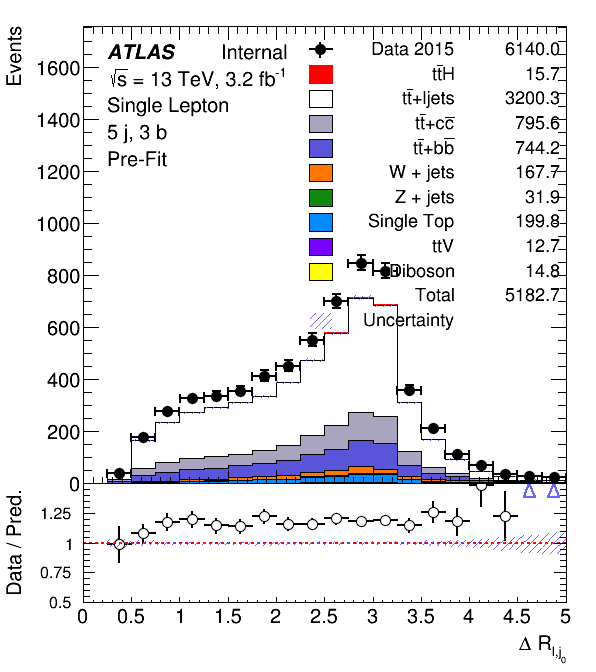 Events
ATLAS Internal
√s = 13 TeV, 3.2 fb⁻¹
Single Lepton
5 j, 3 b
Pre-Fit
Data 2015 6140.0
tt̄H 15.7
tt̄+ljets 3200.3
tt̄+cc̄ 795.6
tt̄+bb̄ 744.2
W + jets 167.7
Z + jets 31.9
Single Top 199.8
ttV 12.7
Diboson 14.8
Total 5182.7
Uncertainty
1600
1400
1200
1000
800
600
400
200
0
Data / Pred.
1.25
1
0.75
0.5
0 0.5 1 1.5 2 2.5 3 3.5 4 4.5 5
Δ R_{l,j_0}